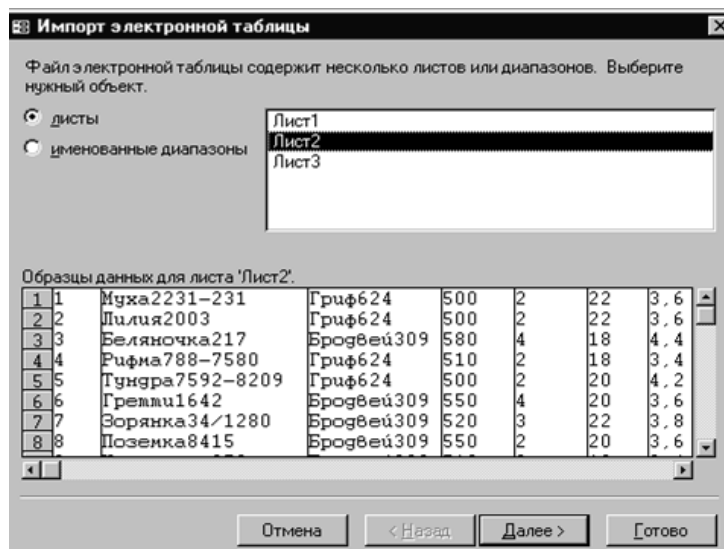 Импорт электронной таблицы
Файл электронной таблицы содержит несколько листов или диапазонов. Выберите
нужный объект.
листы
именованные диапазоны
Лист1
Лист2
Лист3
Образцы данных для листа 'Лист2'.
1 1 Муха2231-231 Гриф624 500 2 22 3,6
2 2 Лилия2003 Гриф624 500 2 22 3,6
3 3 Беляночка217 Бродвей309 580 4 18 4,4
4 4 Рифма788-7580 Гриф624 510 2 18 3,4
5 5 Тундра7592-8209 Гриф624 500 2 20 4,2
6 6 Гретти1642 Бродвей309 550 4 20 3,6
7 7 Зорянка34/1280 Бродвей309 520 3 22 3,8
8 8 Поземка8415 Бродвей309 550 2 20 3,6
Отмена < Назад Далее > Готово